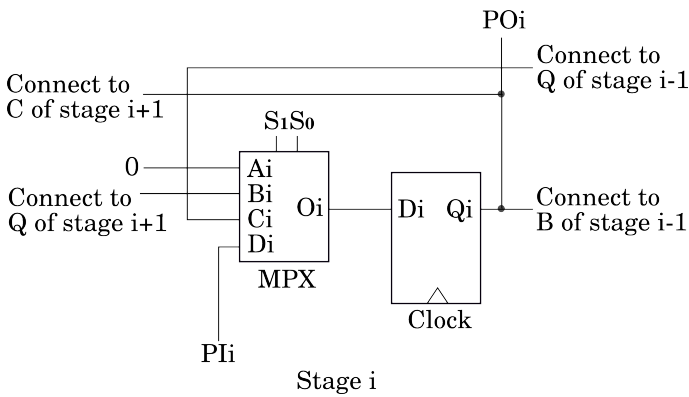 POi
Connect to
Q of stage i-1
Connect to
C of stage i+1
S1S0
0
Ai
Connect to
Q of stage i+1
Bi
Ci
Di
Oi
MPX
Di Qi
Clock
Connect to
B of stage i-1
PIi
Stage i